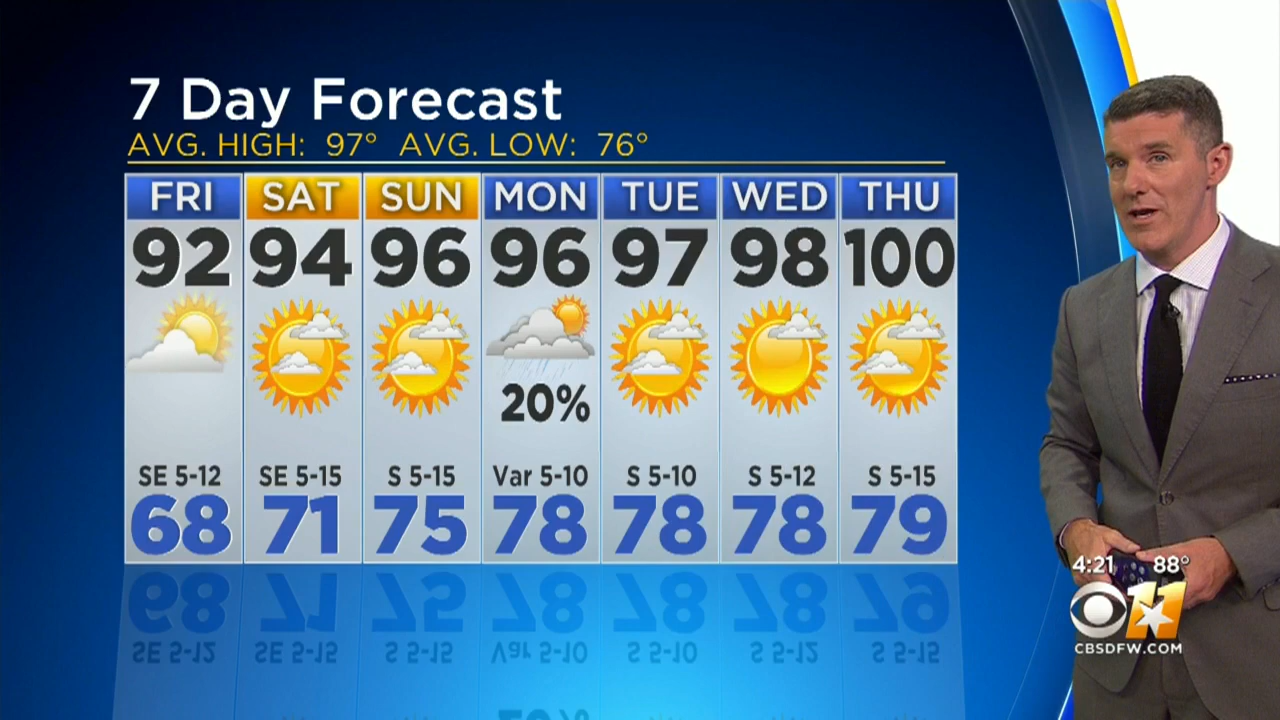 7 Day Forecast
AVG. HIGH: 97° AVG. LOW: 76°
FRI SAT SUN MON TUE WED THU
92 94 96 96 97 98 100
20%
SE 5-12 SE 5-15 S 5-15 Var 5-10 S 5-10 S 5-12 S 5-15
68 71 75 78 78 78 79
4:21 88°
11
CBSDFW.COM